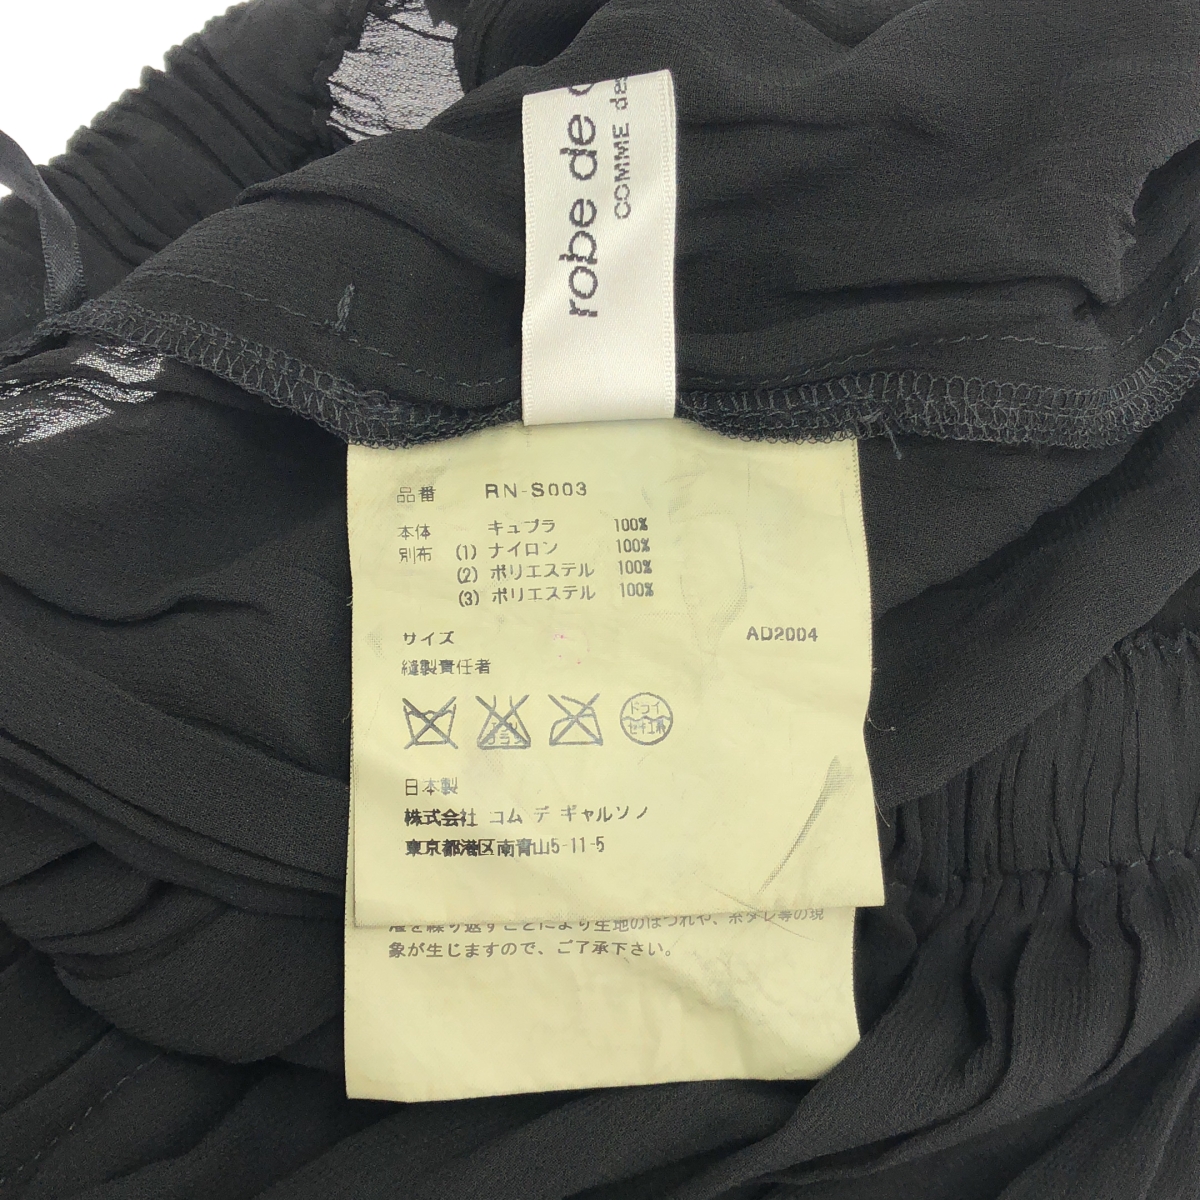 robe de c
COMME des
品番 RN-S003
本体 キュプラ 100%
別布 (1) ナイロン 100%
(2) ポリエステル 100%
(3) ポリエステル 100%
サイズ AD2004
縫製責任者
ドライ
セキユ系
日本製
株式会社 コム デ ギャルソン
東京都港区南青山5-11-5
を繰り返すことにより生地のほつれや、ホダレ等の現
象が生じますので、ご了承下さい。